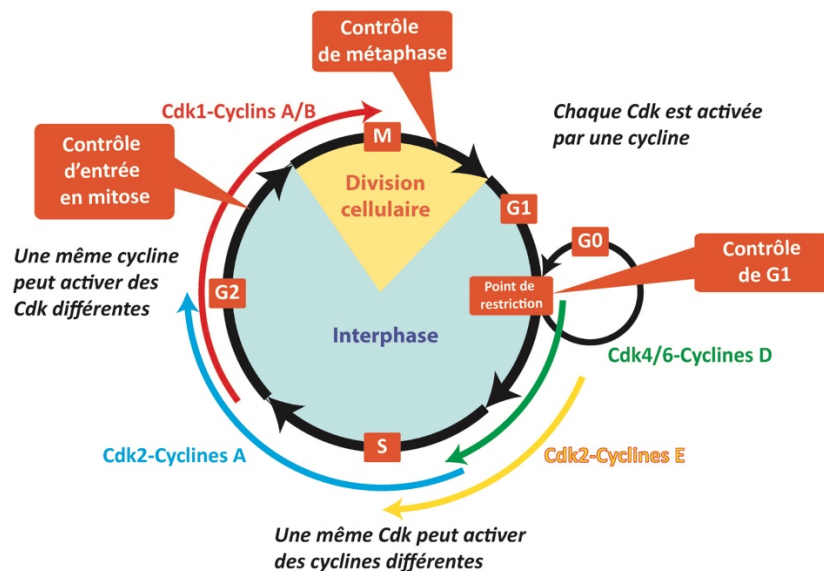 Contrôle
de métaphase
Cdk1-Cyclins A/B
Chaque Cdk est activée
par une cycline
Contrôle
d'entrée
en mitose
M
Division
cellulaire
G1
G0
Contrôle
de G1
Une même cycline
peut activer des
Cdk différentes
G2
Point de
restriction
Interphase
Cdk4/6-Cyclines D
Cdk2-Cyclines A
S
Cdk2-Cyclines E
Une même Cdk peut activer
des cyclines différentes